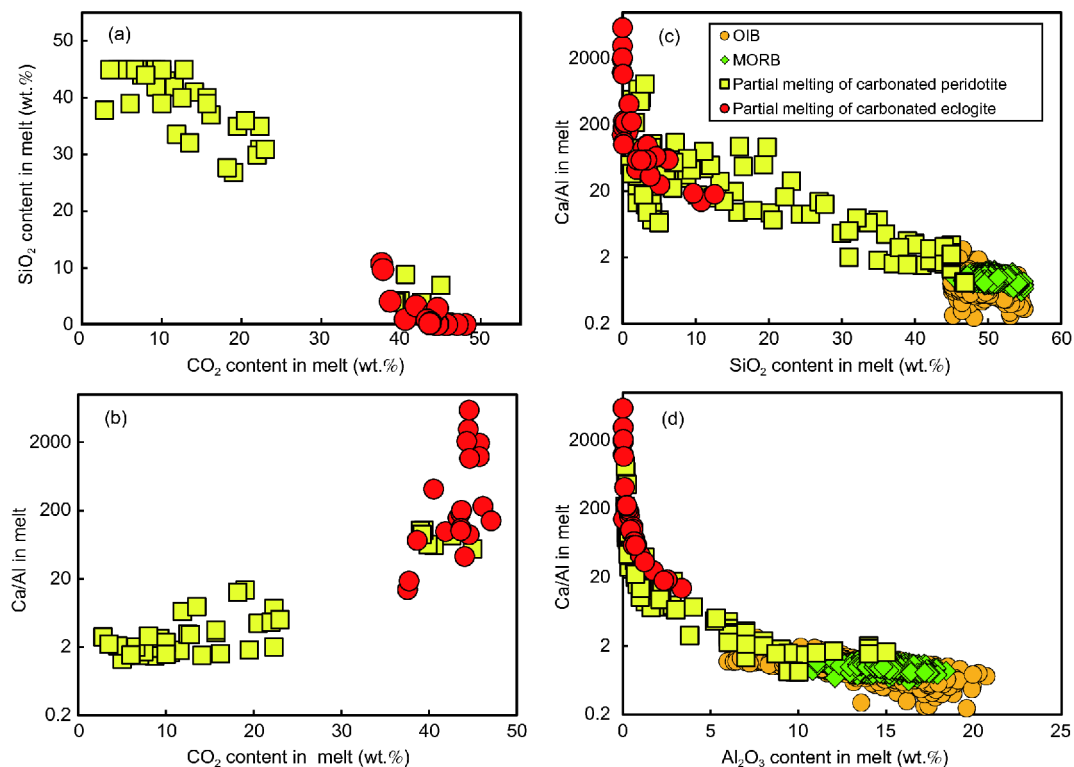 (a)
50
40
30
20
10
0
SiO₂ content in melt (wt.%)
0 10 20 30 40 50
CO₂ content in melt (wt.%)
(c)
OIB
MORB
Partial melting of carbonated peridotite
Partial melting of carbonated eclogite
2000
200
20
2
0.2
Ca/Al in melt
0 10 20 30 40 50 60
SiO₂ content in melt (wt.%)
(b)
2000
200
20
2
0.2
Ca/Al in melt
0 10 20 30 40 50
CO₂ content in melt (wt.%)
(d)
2000
200
20
2
0.2
Ca/Al in melt
0 5 10 15 20 25
Al₂O₃ content in melt (wt.%)